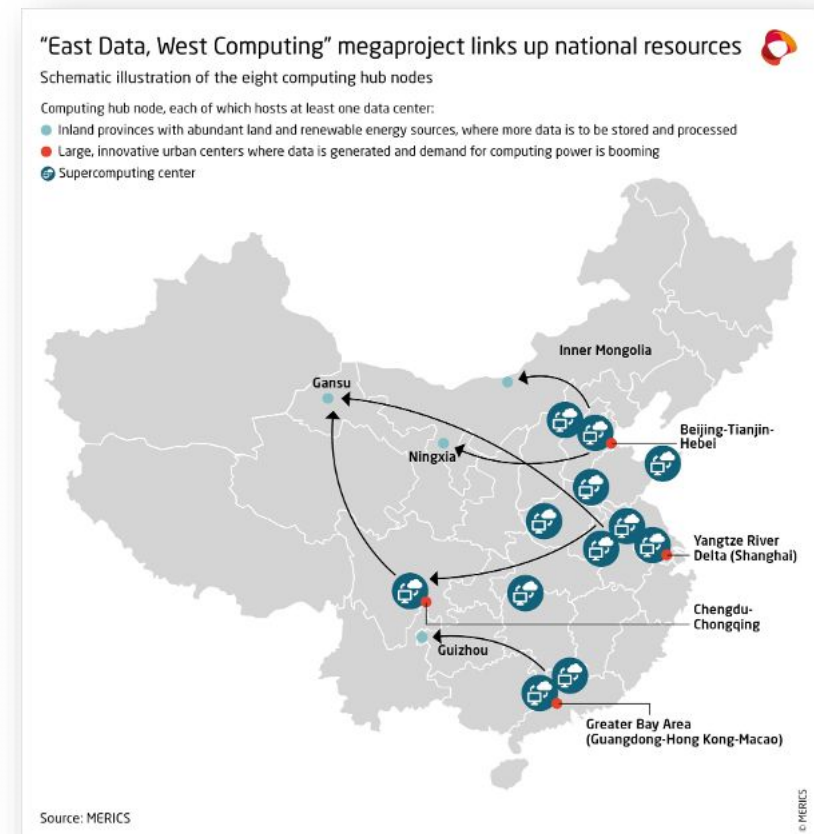 “East Data, West Computing” megaproject links up national resources
Schematic illustration of the eight computing hub nodes
Computing hub node, each of which hosts at least one data center:
Inland provinces with abundant land and renewable energy sources, where more data is to be stored and processed
Large, innovative urban centers where data is generated and demand for computing power is booming
Supercomputing center
Inner Mongolia
Gansu
Beijing-Tianjin-
Hebei
Ningxia
Yangtze River
Delta (Shanghai)
Chengdu-
Chongqing
Guizhou
Greater Bay Area
(Guangdong-Hong Kong-Macao)
Source: MERICS
© MERICS